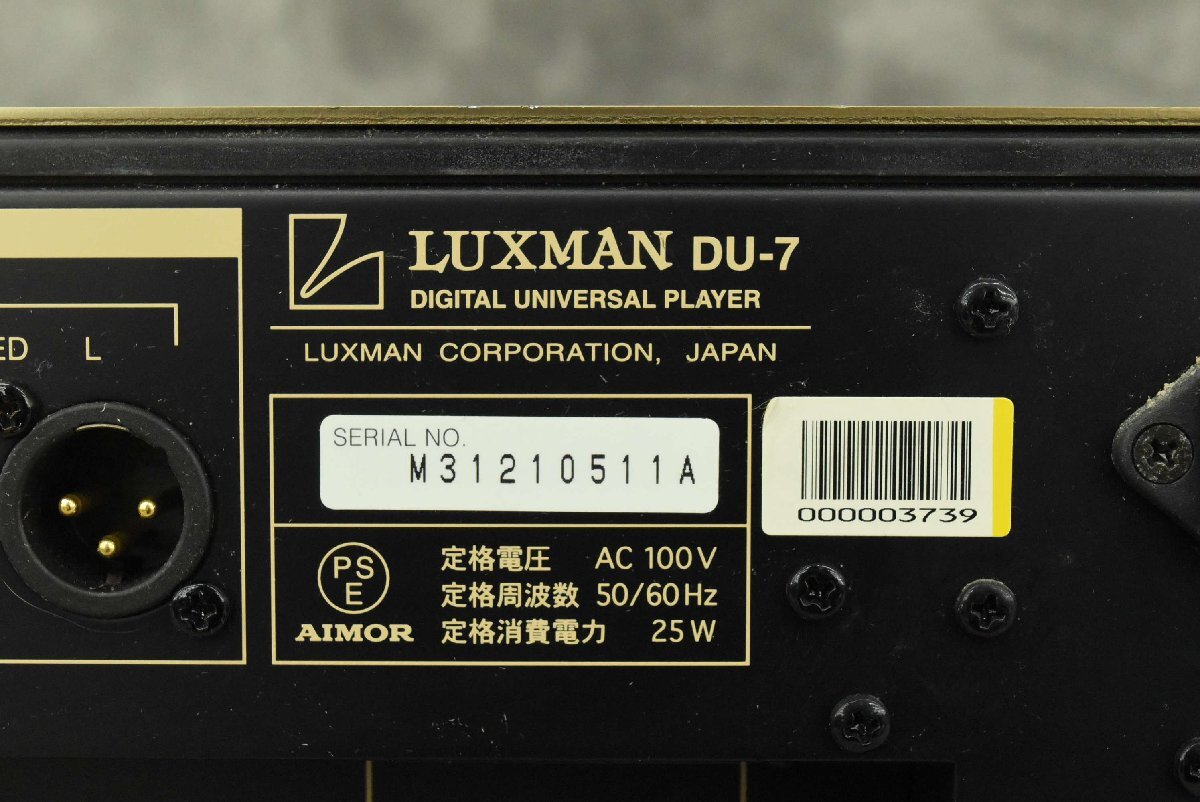 LUXMAN DU-7
DIGITAL UNIVERSAL PLAYER
LUXMAN CORPORATION, JAPAN
L
SERIAL NO.
M31210511A
000003739
PS
E
AIMOR
定格電圧 AC 100V
定格周波数 50/60Hz
定格消費電力 25W